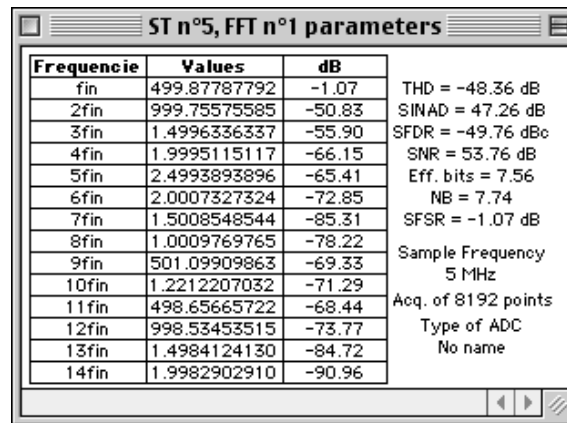 ST n°5, FFT n°1 parameters
Frequencie Values dB
fin 499.87787792 -1.07
2fin 999.75575585 -50.83
3fin 1.4996336337 -55.90
4fin 1.9995115117 -66.15
5fin 2.4993893896 -65.41
6fin 2.0007327324 -72.85
7fin 1.5008548544 -85.31
8fin 1.0009769765 -78.22
9fin 501.09909863 -69.33
10fin 1.2212207032 -71.29
11fin 498.65665722 -68.44
12fin 998.53453515 -73.77
13fin 1.4984124130 -84.72
14fin 1.9982902910 -90.96
THD = -48.36 dB
SINAD = 47.26 dB
SFDR = -49.76 dBc
SNR = 53.76 dB
Eff. bits = 7.56
NB = 7.74
SFSR = -1.07 dB
Sample Frequency
5 MHz
Acq. of 8192 points
Type of ADC
No name